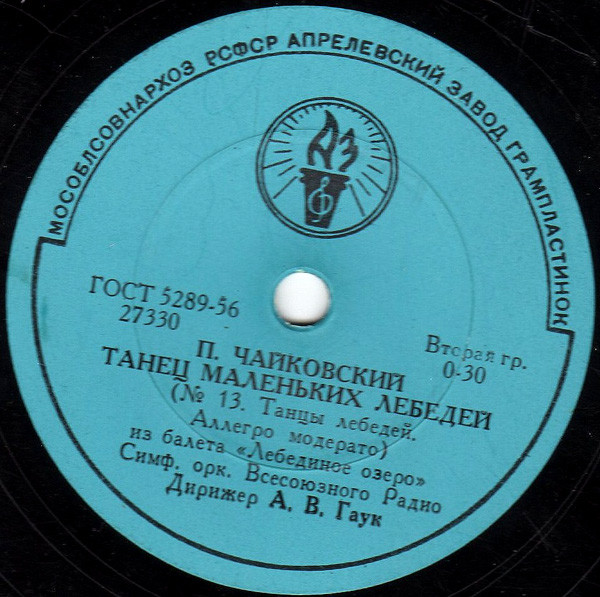 МОСОБЛСОВНАРХОЗ РСФСР АПРЕЛЕВСКИЙ ЗАВОД ГРАМПЛАСТИНОК
АЗ
ГОСТ 5289-56
27330
Вторая гр.
0-30
П. ЧАЙКОВСКИЙ
ТАНЕЦ МАЛЕНЬКИХ ЛЕБЕДЕЙ
(№ 13. Танцы лебедей.
Аллегро модерато)
из балета «Лебединое озеро»
Симф. орк. Всесоюзного Радио
Дирижер А. В. Гаук